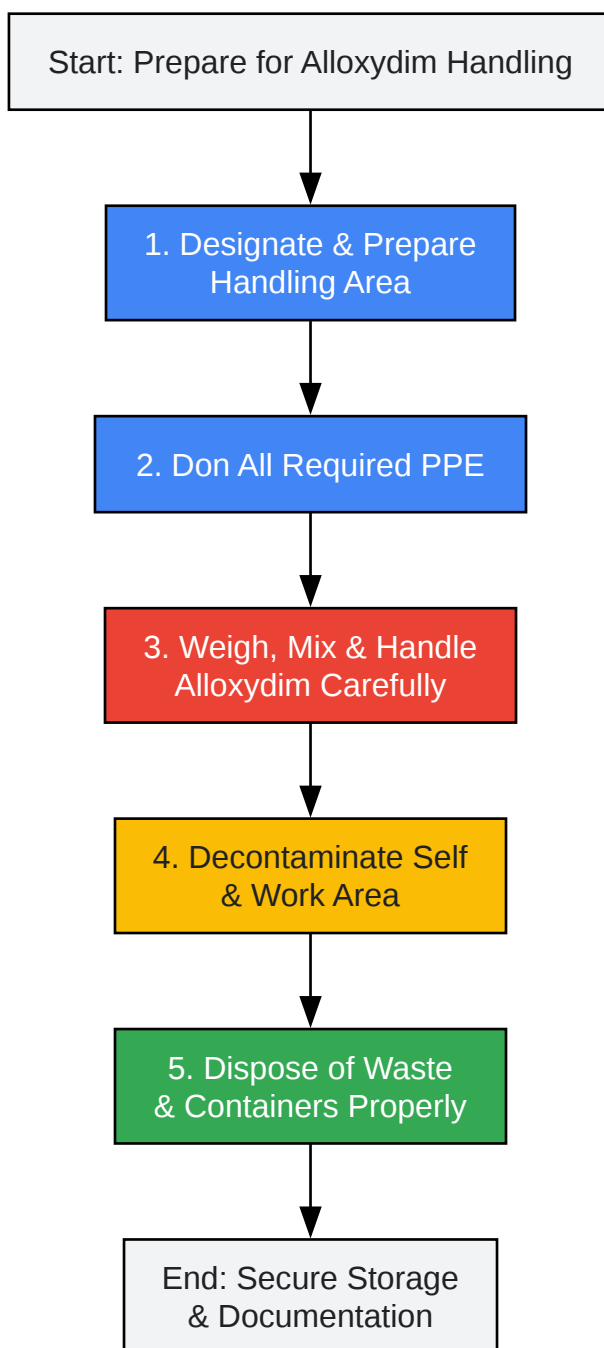 Start: Prepare for Alloxydim Handling
1. Designate & Prepare
Handling Area
2. Don All Required PPE
3. Weigh, Mix & Handle
Alloxydim Carefully
4. Decontaminate Self
& Work Area
5. Dispose of Waste
& Containers Properly
End: Secure Storage
& Documentation